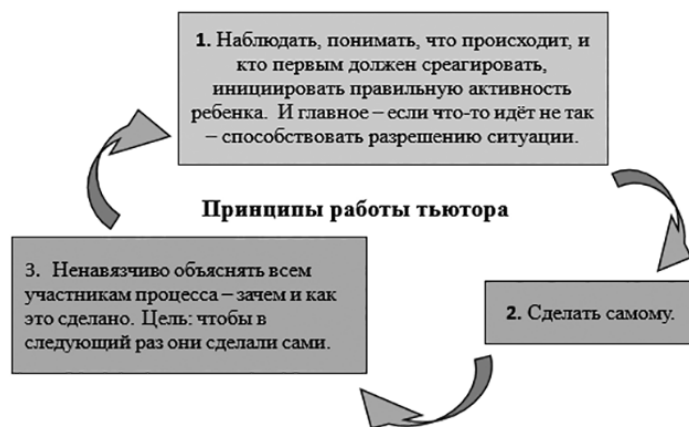 1. Наблюдать, понимать, что происходит, и
кто первым должен среагировать,
инициировать правильную активность
ребенка. И главное – если что-то идёт не так
– способствовать разрешению ситуации.
Принципы работы тьютора
2. Сделать самому.
3. Ненавязчиво объяснять всем
участникам процесса – зачем и как
это сделано. Цель: чтобы в
следующий раз они сделали сами.